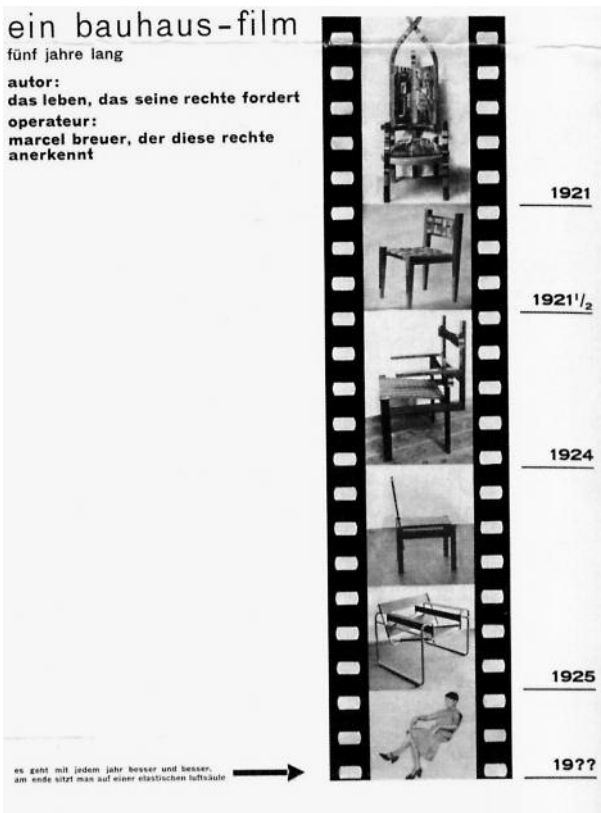 ein bauhaus-film
fünf jahre lang
autor:
das leben, das seine rechte fordert
operateur:
marcel breuer, der diese rechte
anerkennt
1921
1921½
1924
1925
19??
es geht mit jedem jahr besser und besser,
am ende sitzt man auf einer elastischen luftsäule